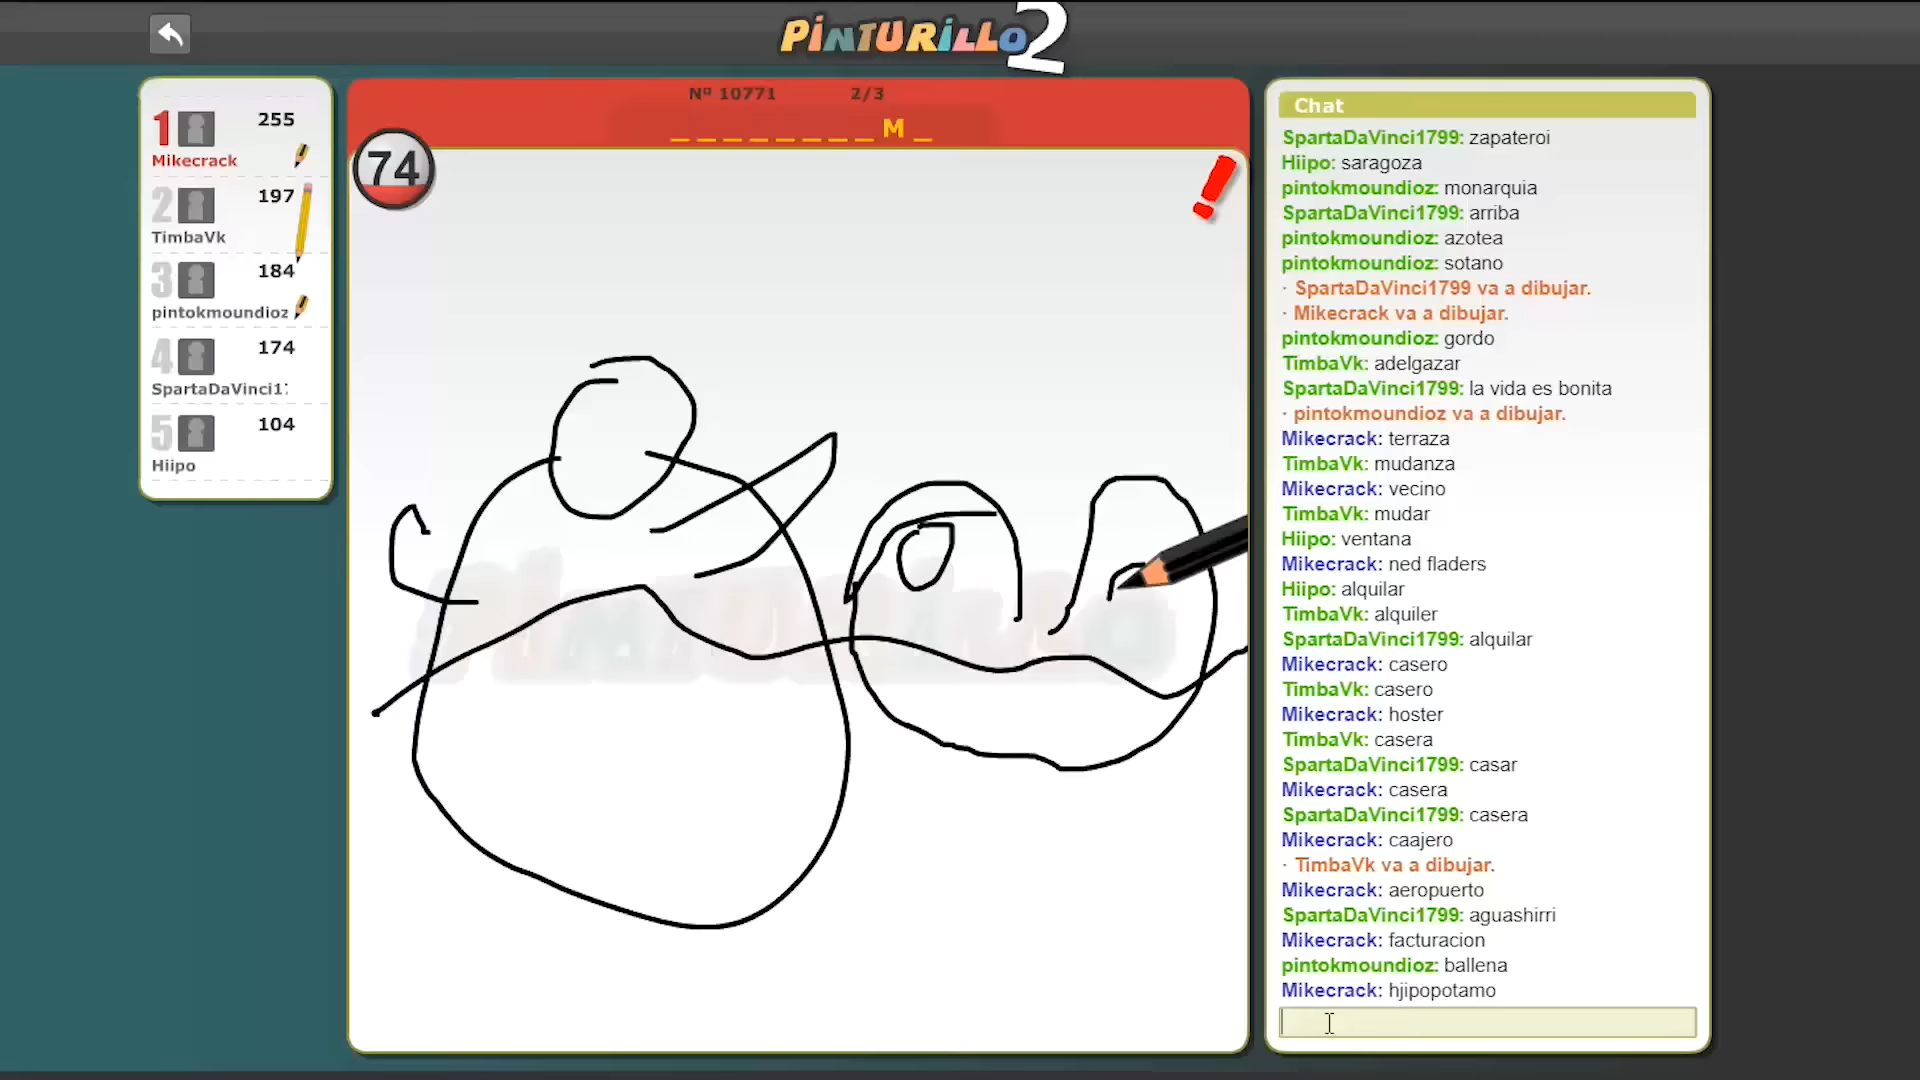 PINTURILLO 2
1 255
Mikecrack
2 197
TimbaVk
3 184
pintokmoundioz
4 174
SpartaDaVinci1
5 104
Hiipo
Nº 10771 2/3
_ _ _ _ _ _ _ _ M _
74
!
PINTURILLO
Chat
SpartaDaVinci1799: zapateroi
Hiipo: saragoza
pintokmoundioz: monarquia
SpartaDaVinci1799: arriba
pintokmoundioz: azotea
pintokmoundioz: sotano
· SpartaDaVinci1799 va a dibujar.
· Mikecrack va a dibujar.
pintokmoundioz: gordo
TimbaVk: adelgazar
SpartaDaVinci1799: la vida es bonita
· pintokmoundioz va a dibujar.
Mikecrack: terraza
TimbaVk: mudanza
Mikecrack: vecino
TimbaVk: mudar
Hiipo: ventana
Mikecrack: ned fladers
Hiipo: alquilar
TimbaVk: alquiler
SpartaDaVinci1799: alquilar
Mikecrack: casero
TimbaVk: casero
Mikecrack: hoster
TimbaVk: casera
SpartaDaVinci1799: casar
Mikecrack: casera
SpartaDaVinci1799: casera
Mikecrack: caajero
· TimbaVk va a dibujar.
Mikecrack: aeropuerto
SpartaDaVinci1799: aguashirri
Mikecrack: facturacion
pintokmoundioz: ballena
Mikecrack: hjipopotamo